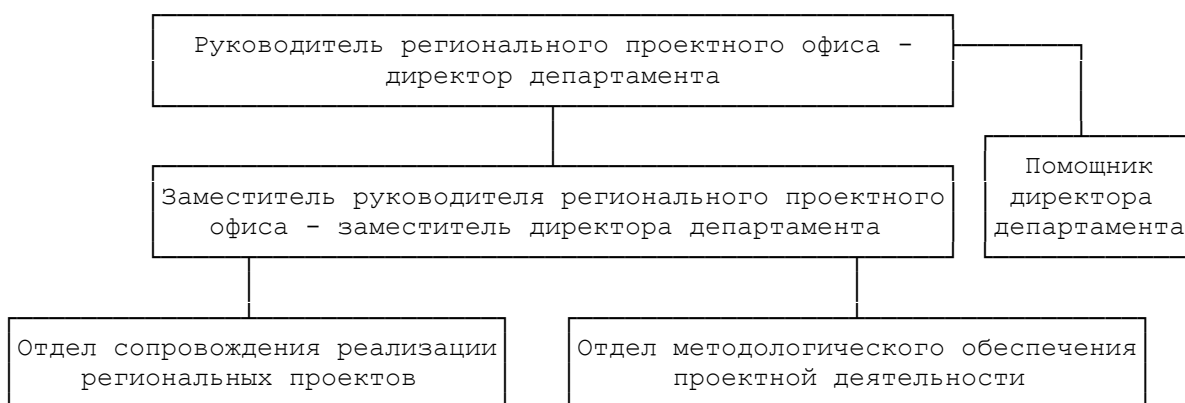 Руководитель регионального проектного офиса -
директор департамента
Помощник
директора
департамента
Заместитель руководителя регионального проектного
офиса - заместитель директора департамента
Отдел сопровождения реализации
региональных проектов
Отдел методологического обеспечения
проектной деятельности